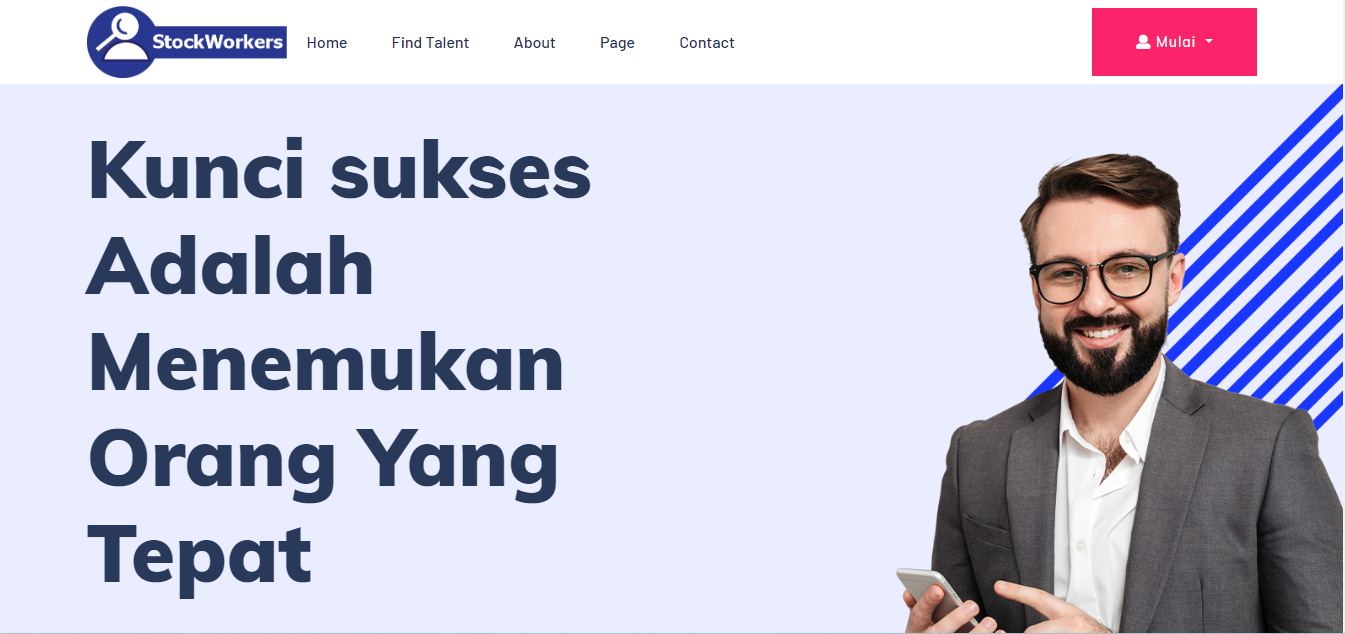 StockWorkers
Home
Find Talent
About
Page
Contact
Mulai
Kunci sukses
Adalah
Menemukan
Orang Yang
Tepat